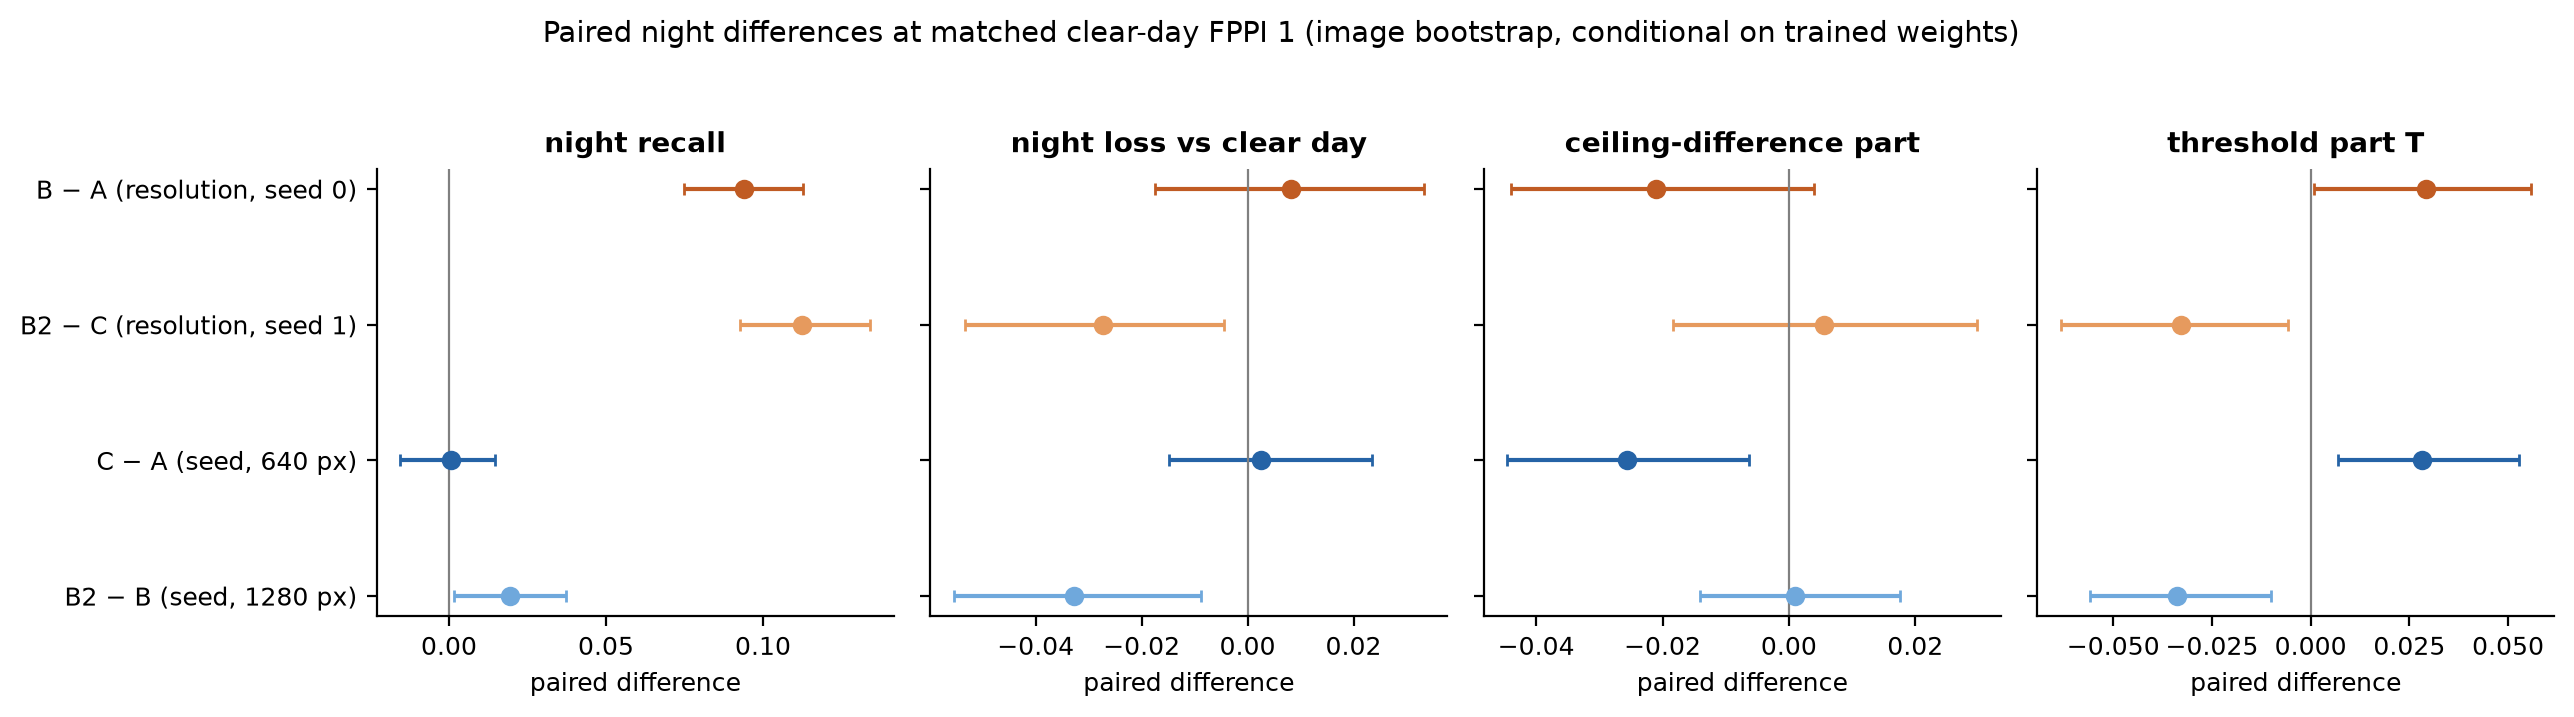 Paired night differences at matched clear-day FPPI 1 (image bootstrap, conditional on trained weights)
night recall
night loss vs clear day
ceiling-difference part
threshold part T
B − A (resolution, seed 0)
B2 − C (resolution, seed 1)
C − A (seed, 640 px)
B2 − B (seed, 1280 px)
0.00 0.05 0.10
−0.04 −0.02 0.00 0.02
−0.04 −0.02 0.00 0.02
−0.050 −0.025 0.000 0.025 0.050
paired difference
paired difference
paired difference
paired difference